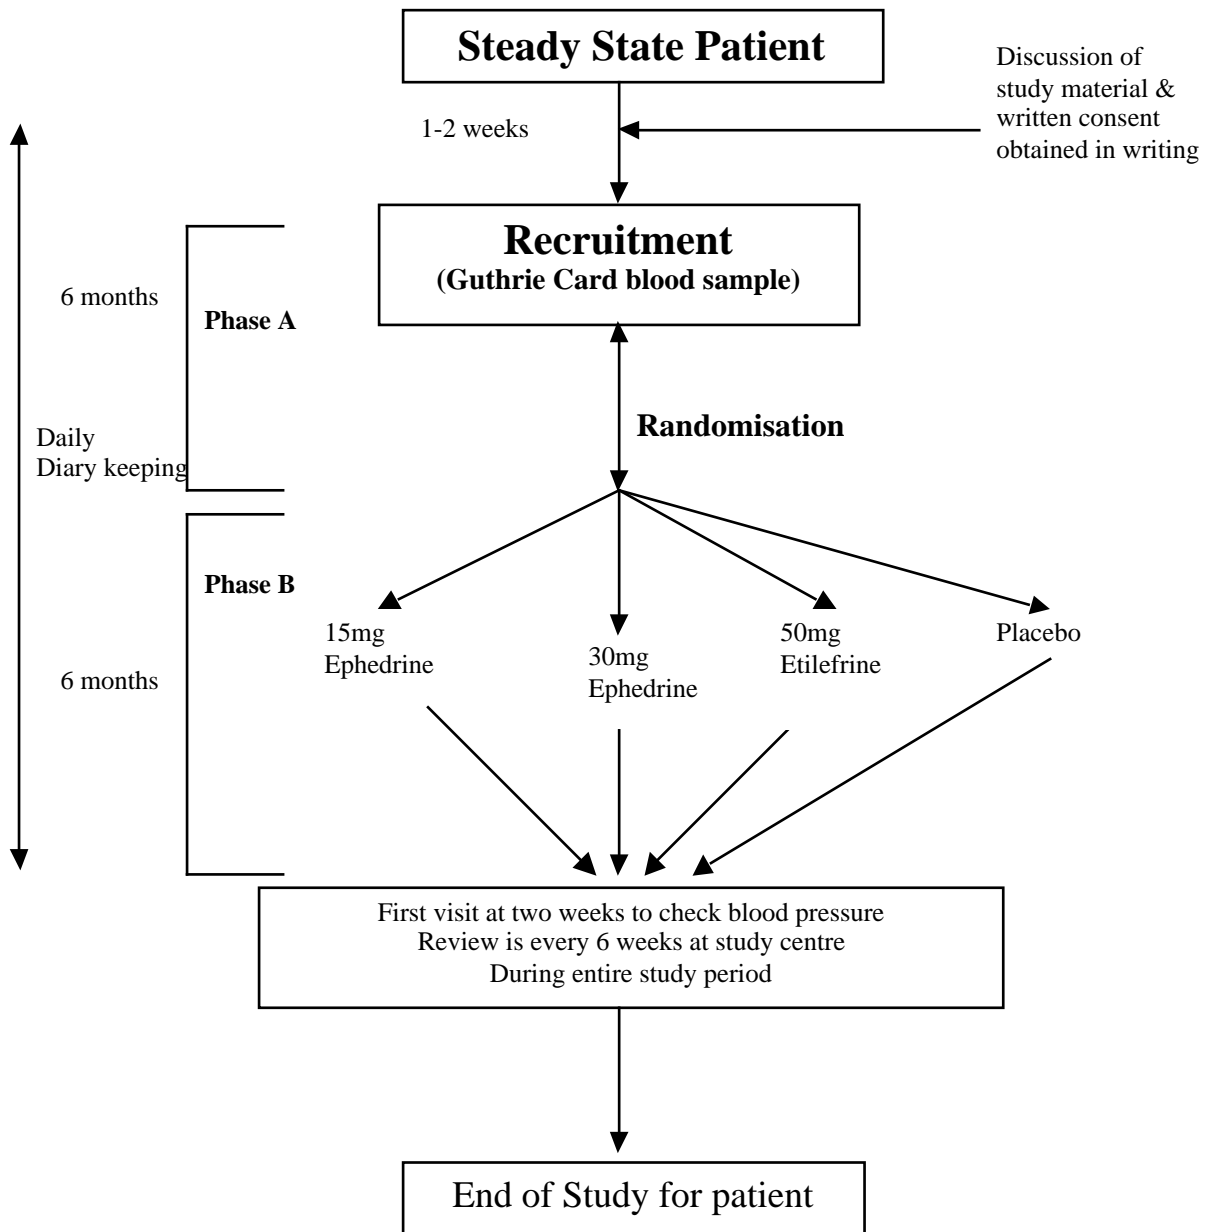 Steady State Patient
Discussion of
study material &
written consent
obtained in writing
1-2 weeks
Recruitment
(Guthrie Card blood sample)
6 months
Phase A
Randomisation
Daily
Diary keeping
Phase B
15mg
Ephedrine
30mg
Ephedrine
50mg
Etilefrine
Placebo
6 months
First visit at two weeks to check blood pressure
Review is every 6 weeks at study centre
During entire study period
End of Study for patient